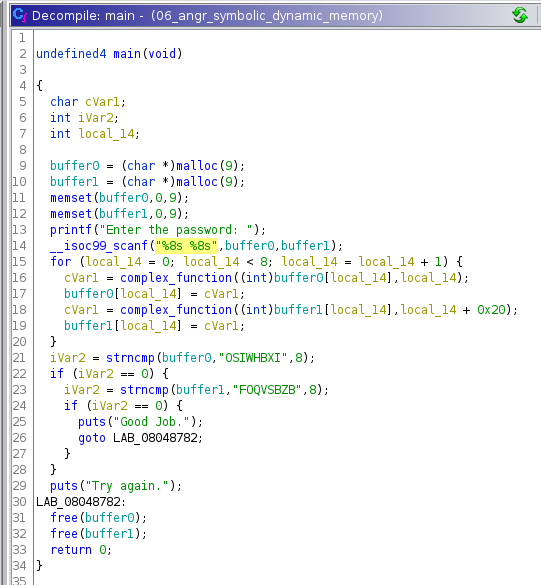 Decompile: main - (06_angr_symbolic_dynamic_memory)
1
2 undefined4 main(void)
3
4 {
5   char cVar1;
6   int iVar2;
7   int local_14;
8
9   buffer0 = (char *)malloc(9);
10   buffer1 = (char *)malloc(9);
11   memset(buffer0,0,9);
12   memset(buffer1,0,9);
13   printf("Enter the password: ");
14   __isoc99_scanf("%8s %8s",buffer0,buffer1);
15   for (local_14 = 0; local_14 < 8; local_14 = local_14 + 1) {
16     cVar1 = complex_function((int)buffer0[local_14],local_14);
17     buffer0[local_14] = cVar1;
18     cVar1 = complex_function((int)buffer1[local_14],local_14 + 0x20);
19     buffer1[local_14] = cVar1;
20   }
21   iVar2 = strncmp(buffer0,"OSIWHBXI",8);
22   if (iVar2 == 0) {
23     iVar2 = strncmp(buffer1,"FOQVSBZB",8);
24     if (iVar2 == 0) {
25       puts("Good Job.");
26       goto LAB_08048782;
27     }
28   }
29   puts("Try again.");
30 LAB_08048782:
31   free(buffer0);
32   free(buffer1);
33   return 0;
34 }
35